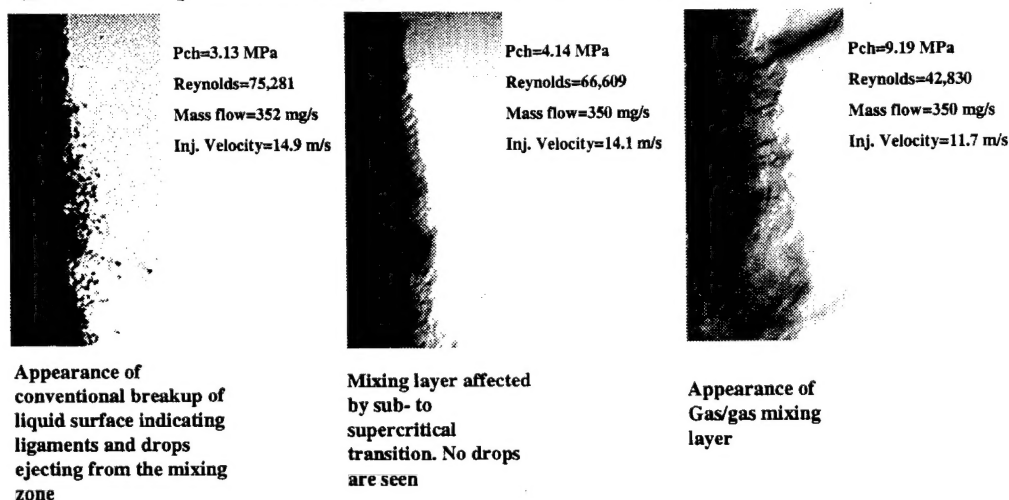 Pch=3.13 MPa
Reynolds=75,281
Mass flow=352 mg/s
Inj. Velocity=14.9 m/s
Appearance of
conventional breakup of
liquid surface indicating
ligaments and drops
ejecting from the mixing
zone
Pch=4.14 MPa
Reynolds=66,609
Mass flow=350 mg/s
Inj. Velocity=14.1 m/s
Mixing layer affected
by sub- to
supercritical
transition. No drops
are seen
Pch=9.19 MPa
Reynolds=42,830
Mass flow=350 mg/s
Inj. Velocity=11.7 m/s
Appearance of
Gas/gas mixing
layer